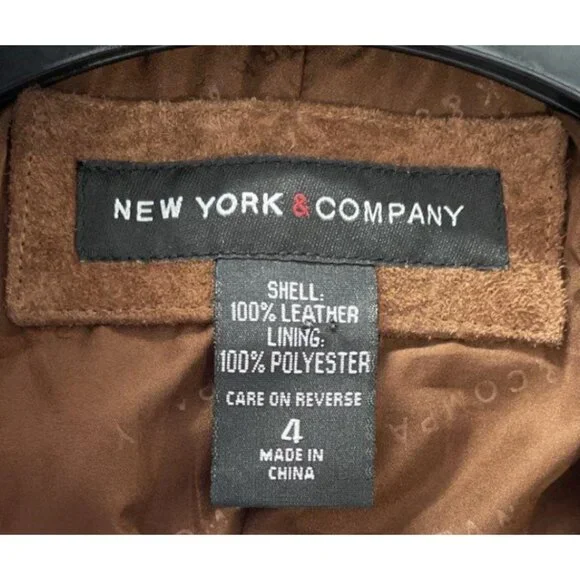 NEW YORK & COMPANY
SHELL:
100% LEATHER
LINING:
100% POLYESTER
CARE ON REVERSE
4
MADE IN
CHINA